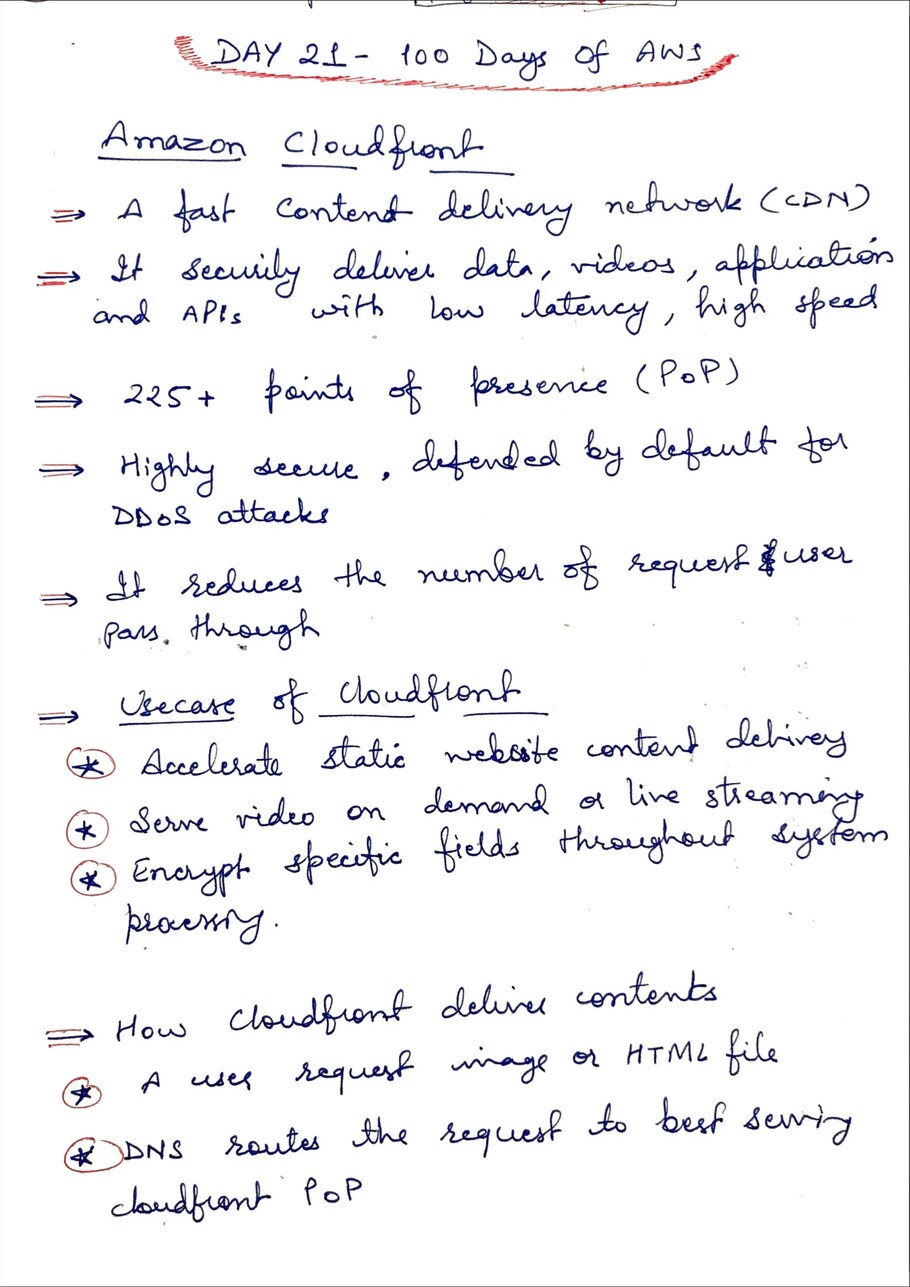 DAY 21 - 100 Days of AWS
Amazon Cloudfront
⇒ A fast content delivery network (CDN)
⇒ It securily deliver data, videos, application
and APIs with low latency, high speed
⇒ 225+ points of presence (PoP)
⇒ Highly secure, defended by default for
DDoS attacks
⇒ It reduces the number of request user
pass through
⇒ Usecase of Cloudfront
* Accelerate static website content delivery
* Serve video on demand or live streaming
* Encrypt specific fields throughout system
processing.
⇒ How Cloudfront deliver contents
* A user request image or HTML file
* DNS routes the request to best serving
cloudfront PoP